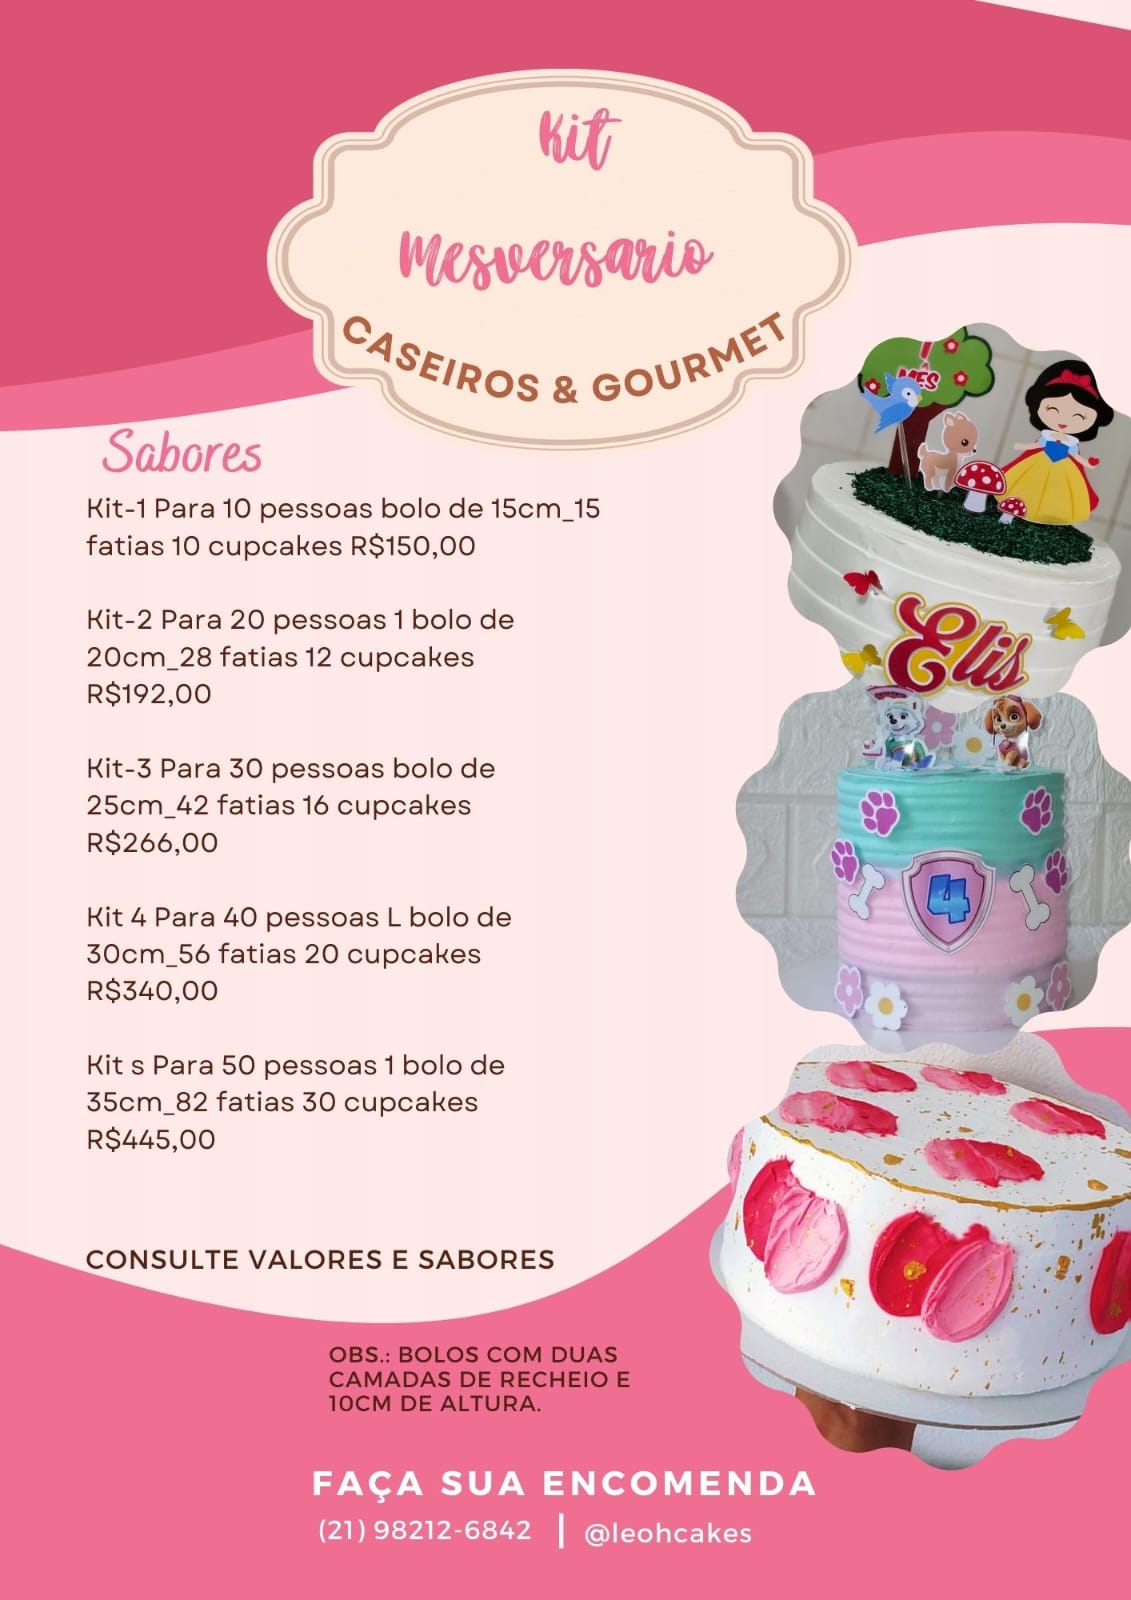 Kit
Mesversario
CASEIROS & GOURMET
Sabores
Kit-1 Para 10 pessoas bolo de 15cm_15
fatias 10 cupcakes R$150,00
Kit-2 Para 20 pessoas 1 bolo de
20cm_28 fatias 12 cupcakes
R$192,00
Kit-3 Para 30 pessoas bolo de
25cm_42 fatias 16 cupcakes
R$266,00
Kit 4 Para 40 pessoas L bolo de
30cm_56 fatias 20 cupcakes
R$340,00
Kit s Para 50 pessoas 1 bolo de
35cm_82 fatias 30 cupcakes
R$445,00
1
MÊS
Elis
4
CONSULTE VALORES E SABORES
OBS.: BOLOS COM DUAS
CAMADAS DE RECHEIO E
10CM DE ALTURA.
FAÇA SUA ENCOMENDA
(21) 98212-6842 | @leohcakes